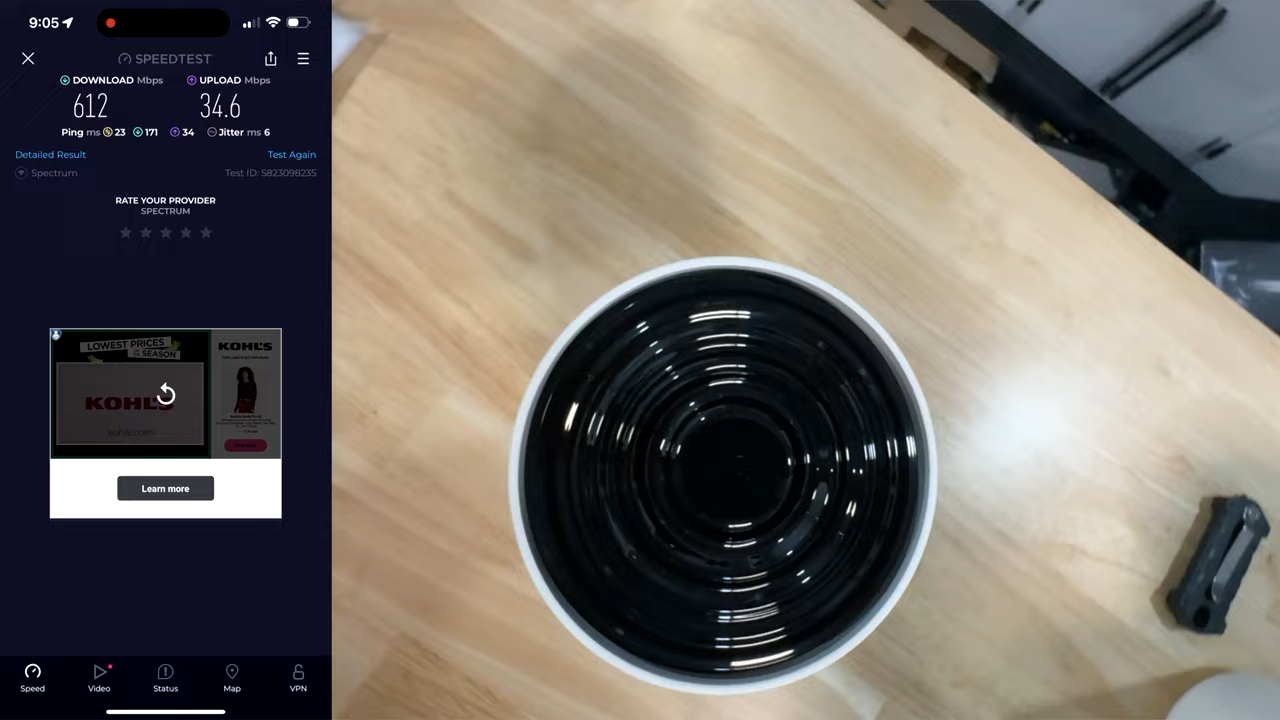 9:05
SPEEDTEST
DOWNLOAD Mbps
UPLOAD Mbps
612
34.6
Ping ms 23 171 34 Jitter ms 6
Detailed Result
Test Again
Spectrum
Test ID: 5823098235
RATE YOUR PROVIDER
SPECTRUM
LOWEST PRICES
OF THE SEASON
KOHL'S
KOHL'S
kohls.com
Learn more
Speed
Video
Status
Map
VPN